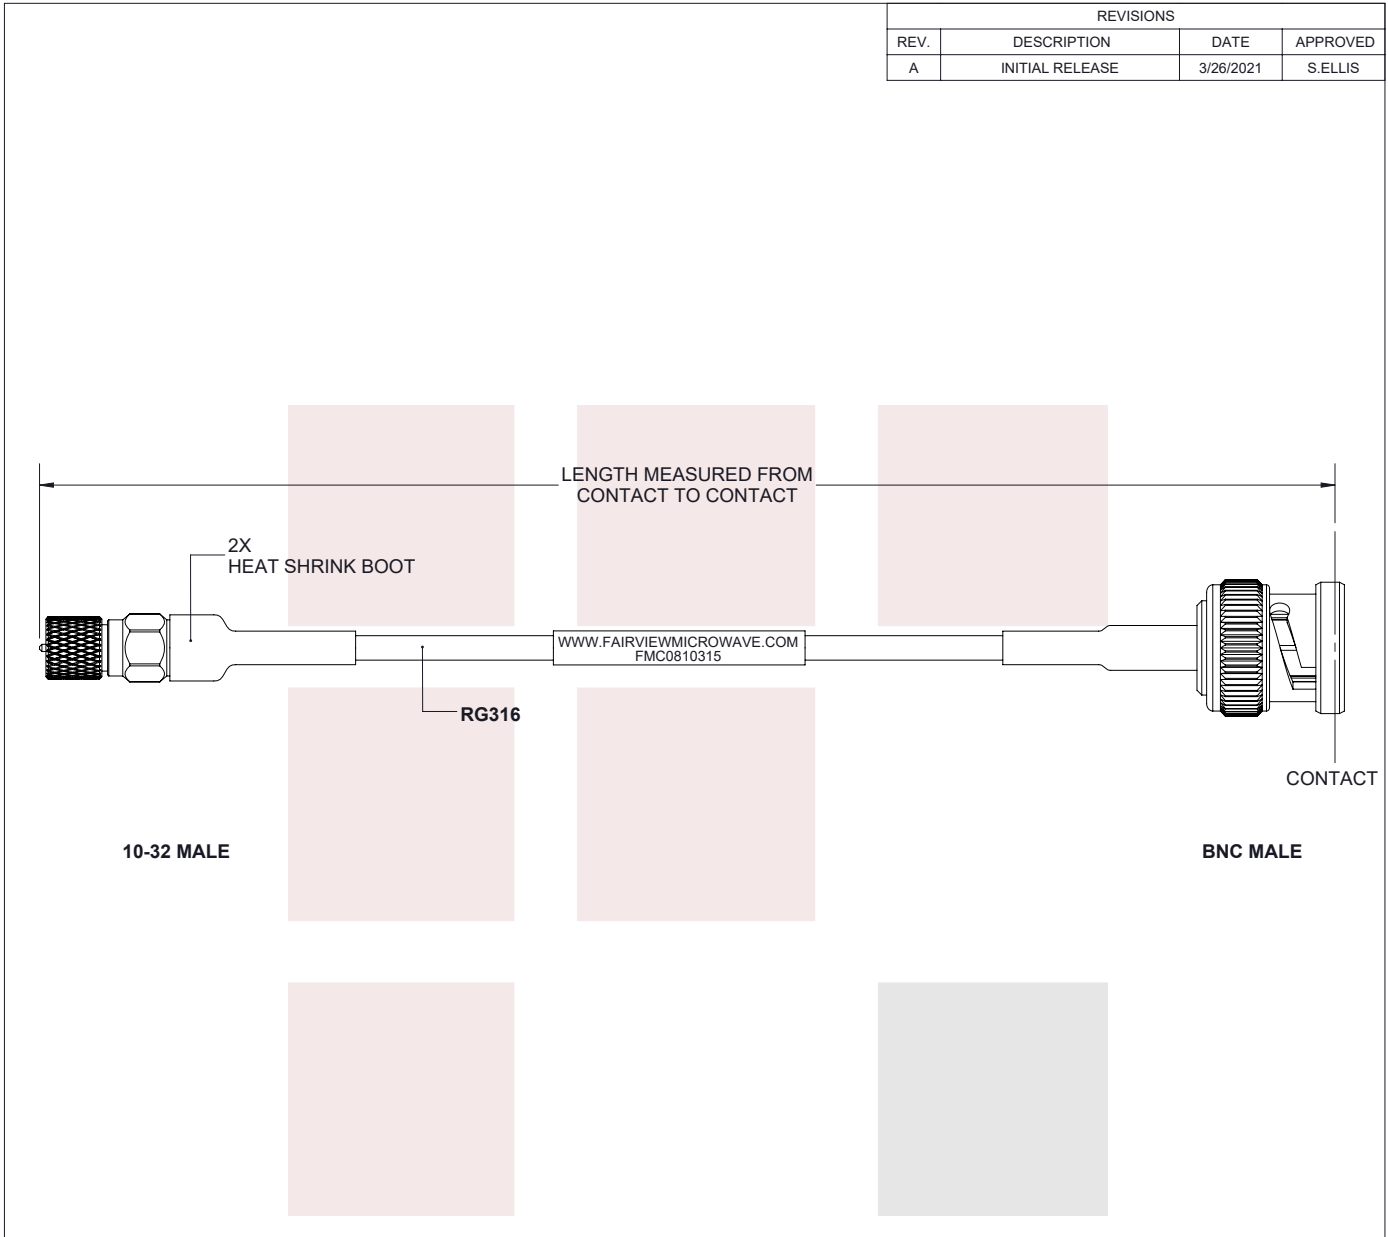 REVISIONS
REV. DESCRIPTION DATE APPROVED
A INITIAL RELEASE 3/26/2021 S.ELLIS
LENGTH MEASURED FROM
CONTACT TO CONTACT
2X
HEAT SHRINK BOOT
WWW.FAIRVIEWMICROWAVE.COM
FMC0810315
RG316
CONTACT
10-32 MALE
BNC MALE